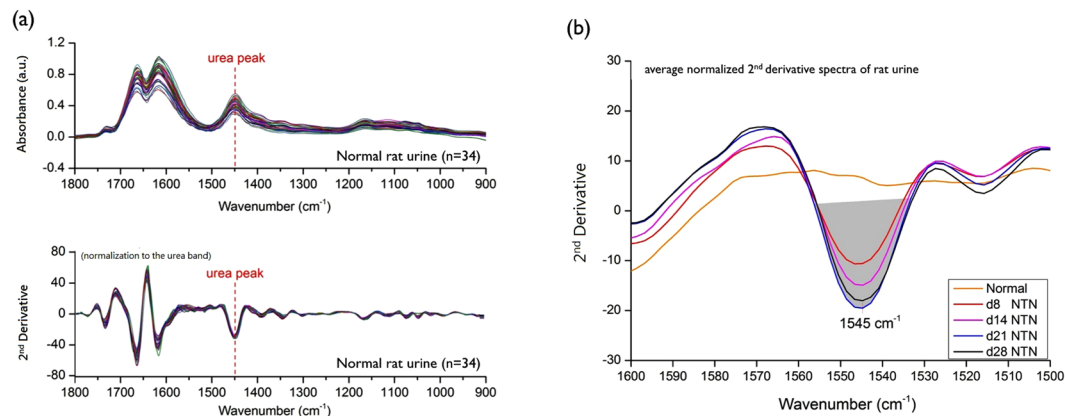 (a)
1.2
0.8
0.4
0.0
-0.4
Absorbance (a.u.)
urea peak
Normal rat urine (n=34)
1800 1700 1600 1500 1400 1300 1200 1100 1000 900
Wavenumber (cm⁻¹)
80
40
0
-40
-80
2nd Derivative
(normalization to the urea band)
urea peak
Normal rat urine (n=34)
1800 1700 1600 1500 1400 1300 1200 1100 1000 900
Wavenumber (cm⁻¹)
(b)
average normalized 2nd derivative spectra of rat urine
30
20
10
0
-10
-20
-30
2nd Derivative
1545 cm⁻¹
Normal
d8 NTN
d14 NTN
d21 NTN
d28 NTN
1600 1590 1580 1570 1560 1550 1540 1530 1520 1510 1500
Wavenumber (cm⁻¹)